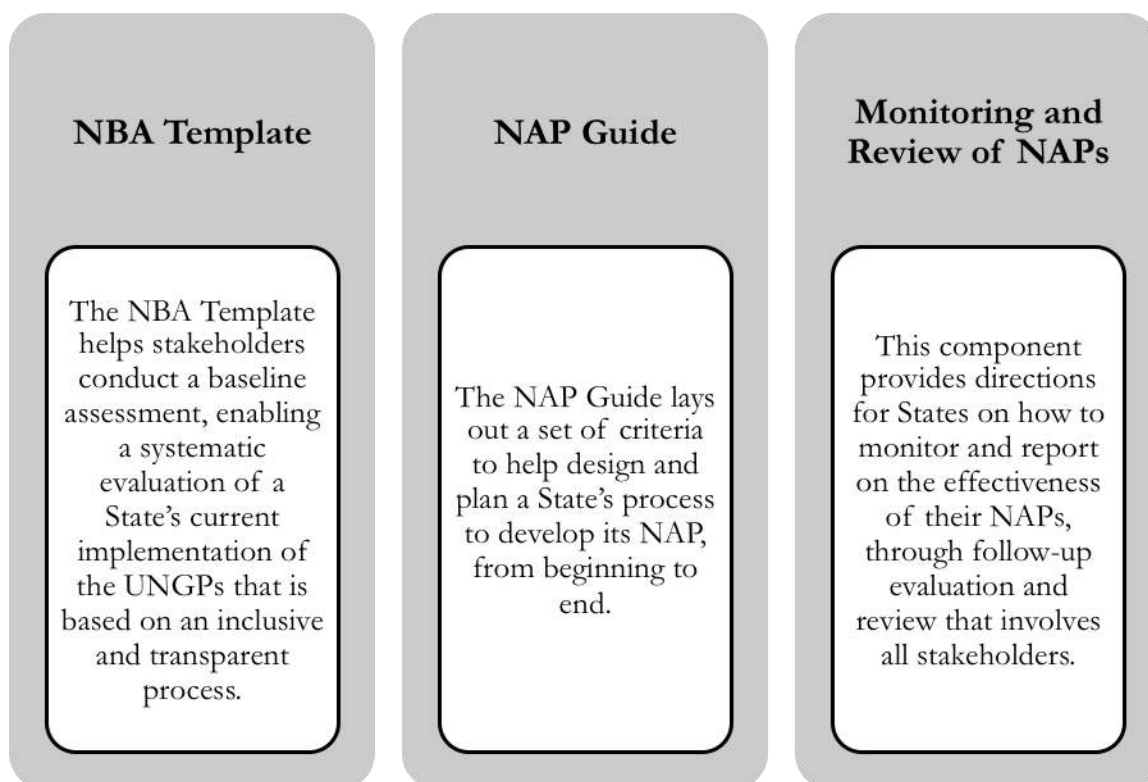 NBA Template
The NBA Template
helps stakeholders
conduct a baseline
assessment, enabling
a systematic
evaluation of a
State’s current
implementation of
the UNGPs that is
based on an inclusive
and transparent
process.
NAP Guide
The NAP Guide lays
out a set of criteria
to help design and
plan a State’s process
to develop its NAP,
from beginning to
end.
Monitoring and
Review of NAPs
This component
provides directions
for States on how to
monitor and report
on the effectiveness
of their NAPs,
through follow-up
evaluation and
review that involves
all stakeholders.